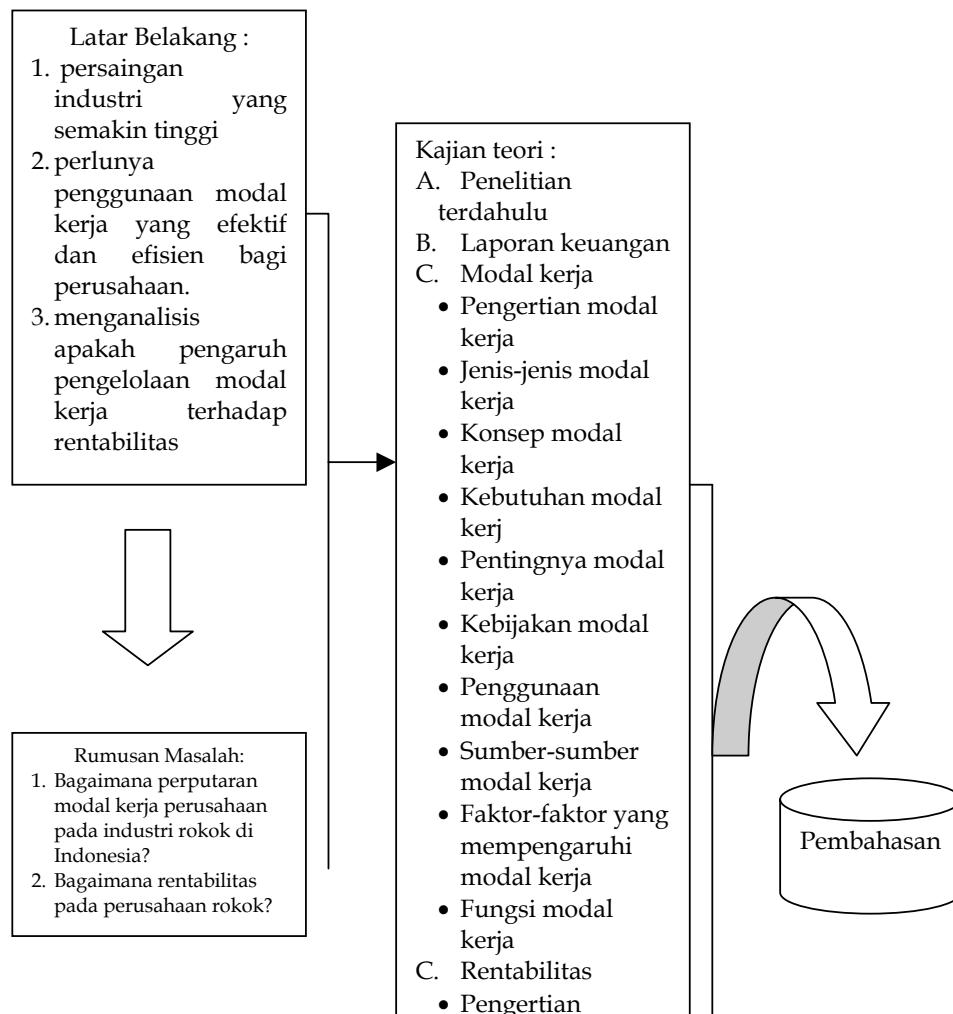 Latar Belakang :
1. persaingan
industri yang
semakin tinggi
2. perlunya
penggunaan modal
kerja yang efektif
dan efisien bagi
perusahaan.
3. menganalisis
apakah pengaruh
pengelolaan modal
kerja terhadap
rentabilitas
Rumusan Masalah:
1. Bagaimana perputaran
modal kerja perusahaan
pada industri rokok di
Indonesia?
2. Bagaimana rentabilitas
pada perusahaan rokok?
Kajian teori :
A. Penelitian
terdahulu
B. Laporan keuangan
C. Modal kerja
• Pengertian modal
kerja
• Jenis-jenis modal
kerja
• Konsep modal
kerja
• Kebutuhan modal
kerj
• Pentingnya modal
kerja
• Kebijakan modal
kerja
• Penggunaan
modal kerja
• Sumber-sumber
modal kerja
• Faktor-faktor yang
mempengaruhi
modal kerja
• Fungsi modal
kerja
C. Rentabilitas
• Pengertian
Pembahasan